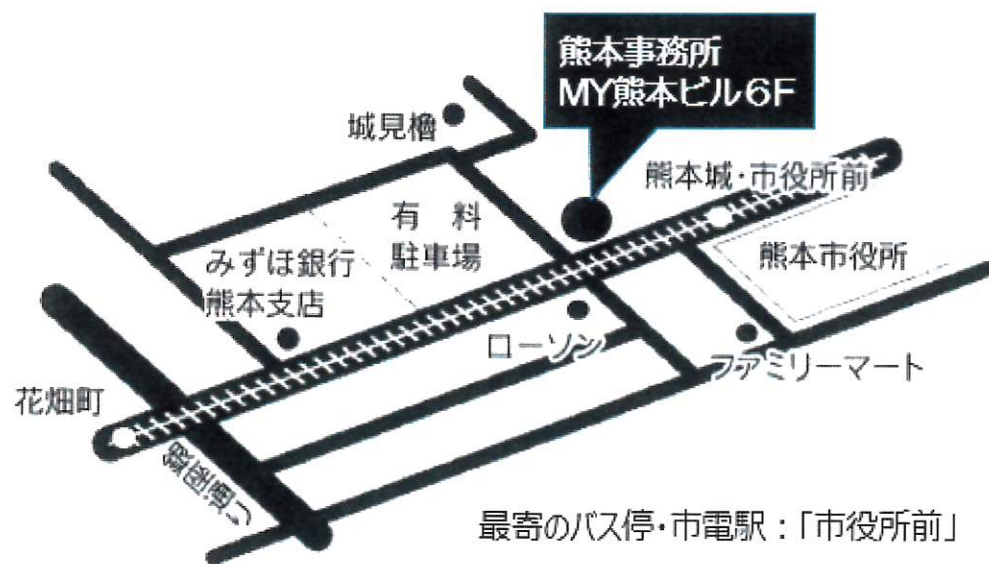 熊本事務所
MY熊本ビル6F
城見櫓
熊本城・市役所前
有料
駐車場
みずほ銀行
熊本支店
熊本市役所
ローソン
ファミリーマート
花畑町
銀座通り
最寄のバス停・市電駅：「市役所前」